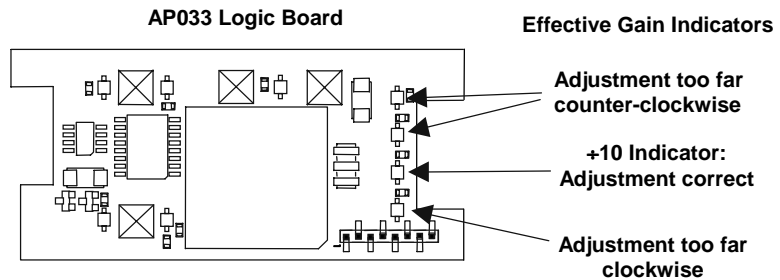 AP033 Logic Board
Effective Gain Indicators
Adjustment too far
counter-clockwise
+10 Indicator:
Adjustment correct
Adjustment too far
clockwise